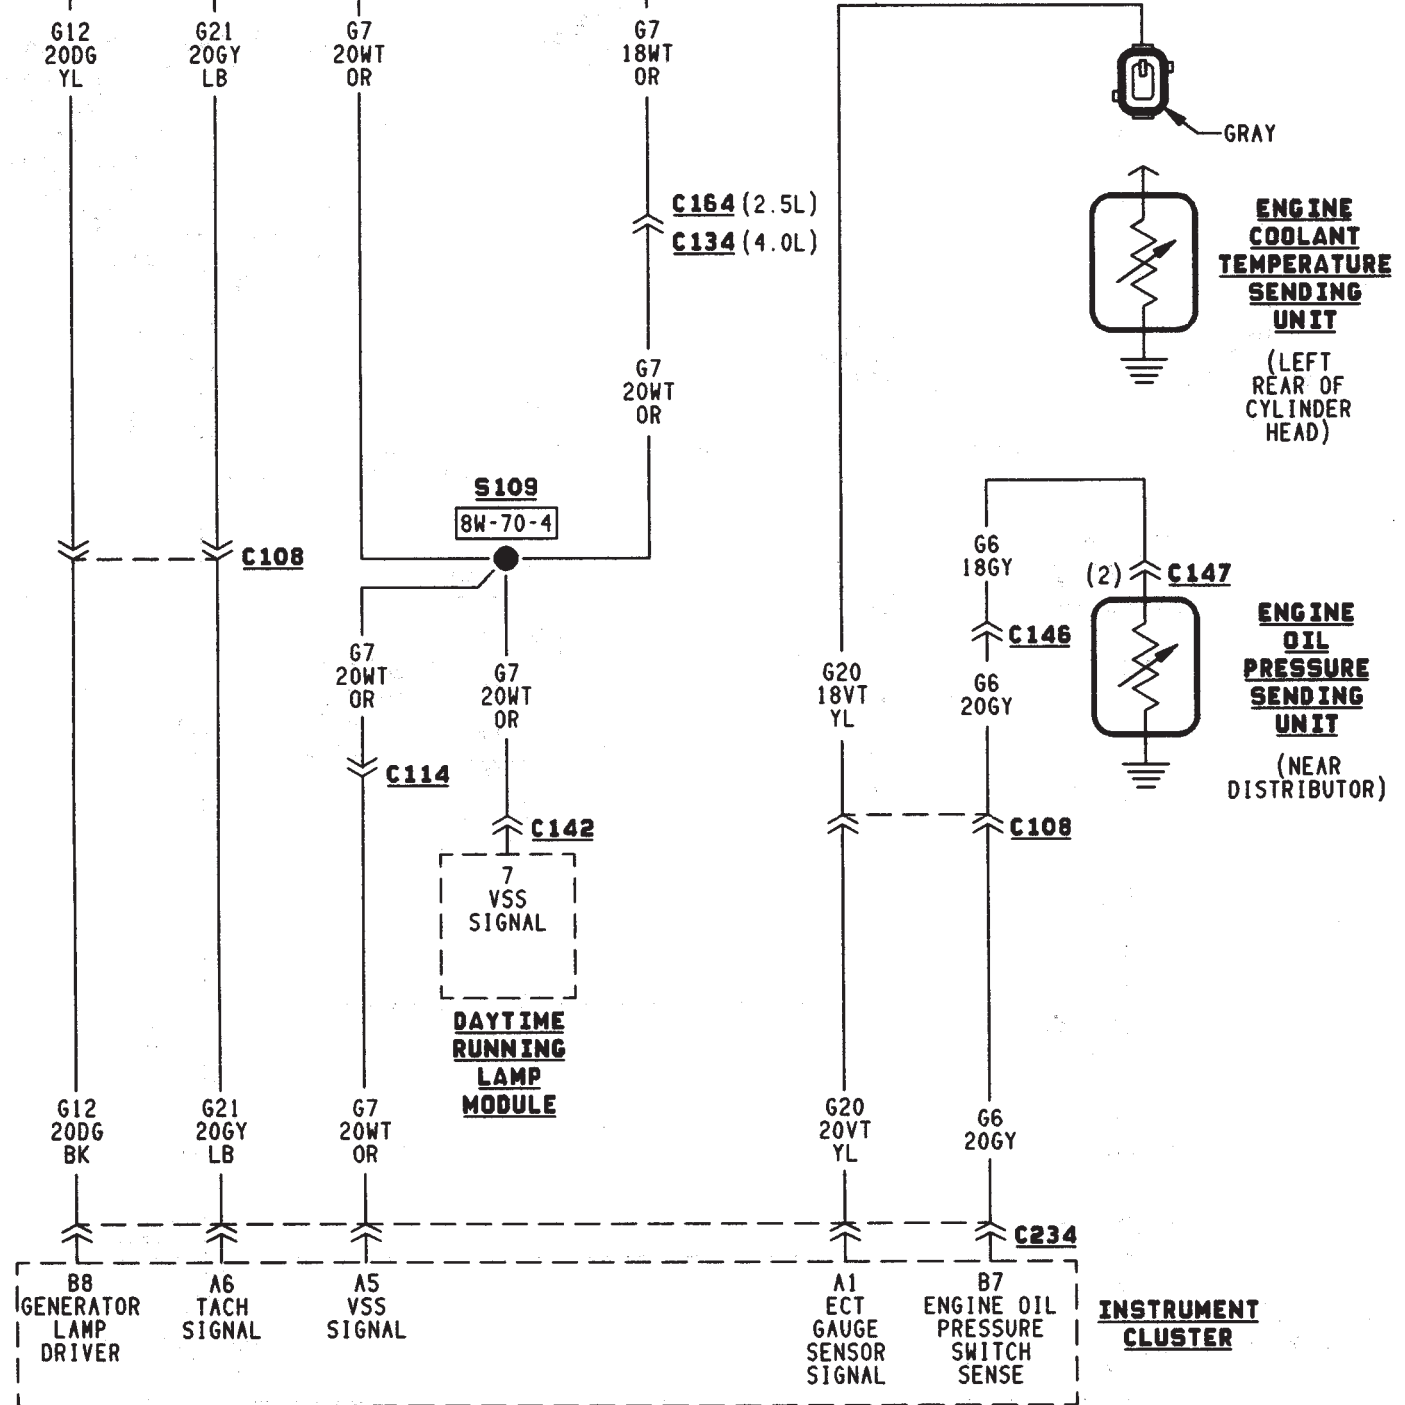 G12
20DG
YL
G21
20GY
LB
G7
20WT
OR
G7
18WT
OR
GRAY
C164 (2.5L)
C134 (4.0L)
ENGINE
COOLANT
TEMPERATURE
SENDING
UNIT
(LEFT
REAR OF
CYLINDER
HEAD)
G7
20WT
OR
S109
8W-70-4
C108
G6
18GY
(2)
C147
C146
ENGINE
OIL
PRESSURE
SENDING
UNIT
(NEAR
DISTRIBUTOR)
G7
20WT
OR
G7
20WT
OR
G20
18VT
YL
G6
20GY
C114
C142
C108
7
VSS
SIGNAL
DAYTIME
RUNNING
LAMP
MODULE
G12
20DG
BK
G21
20GY
LB
G7
20WT
OR
G20
20VT
YL
G6
20GY
C234
B8
GENERATOR
LAMP
DRIVER
A6
TACH
SIGNAL
A5
VSS
SIGNAL
A1
ECT
GAUGE
SENSOR
SIGNAL
B7
ENGINE OIL
PRESSURE
SWITCH
SENSE
INSTRUMENT
CLUSTER